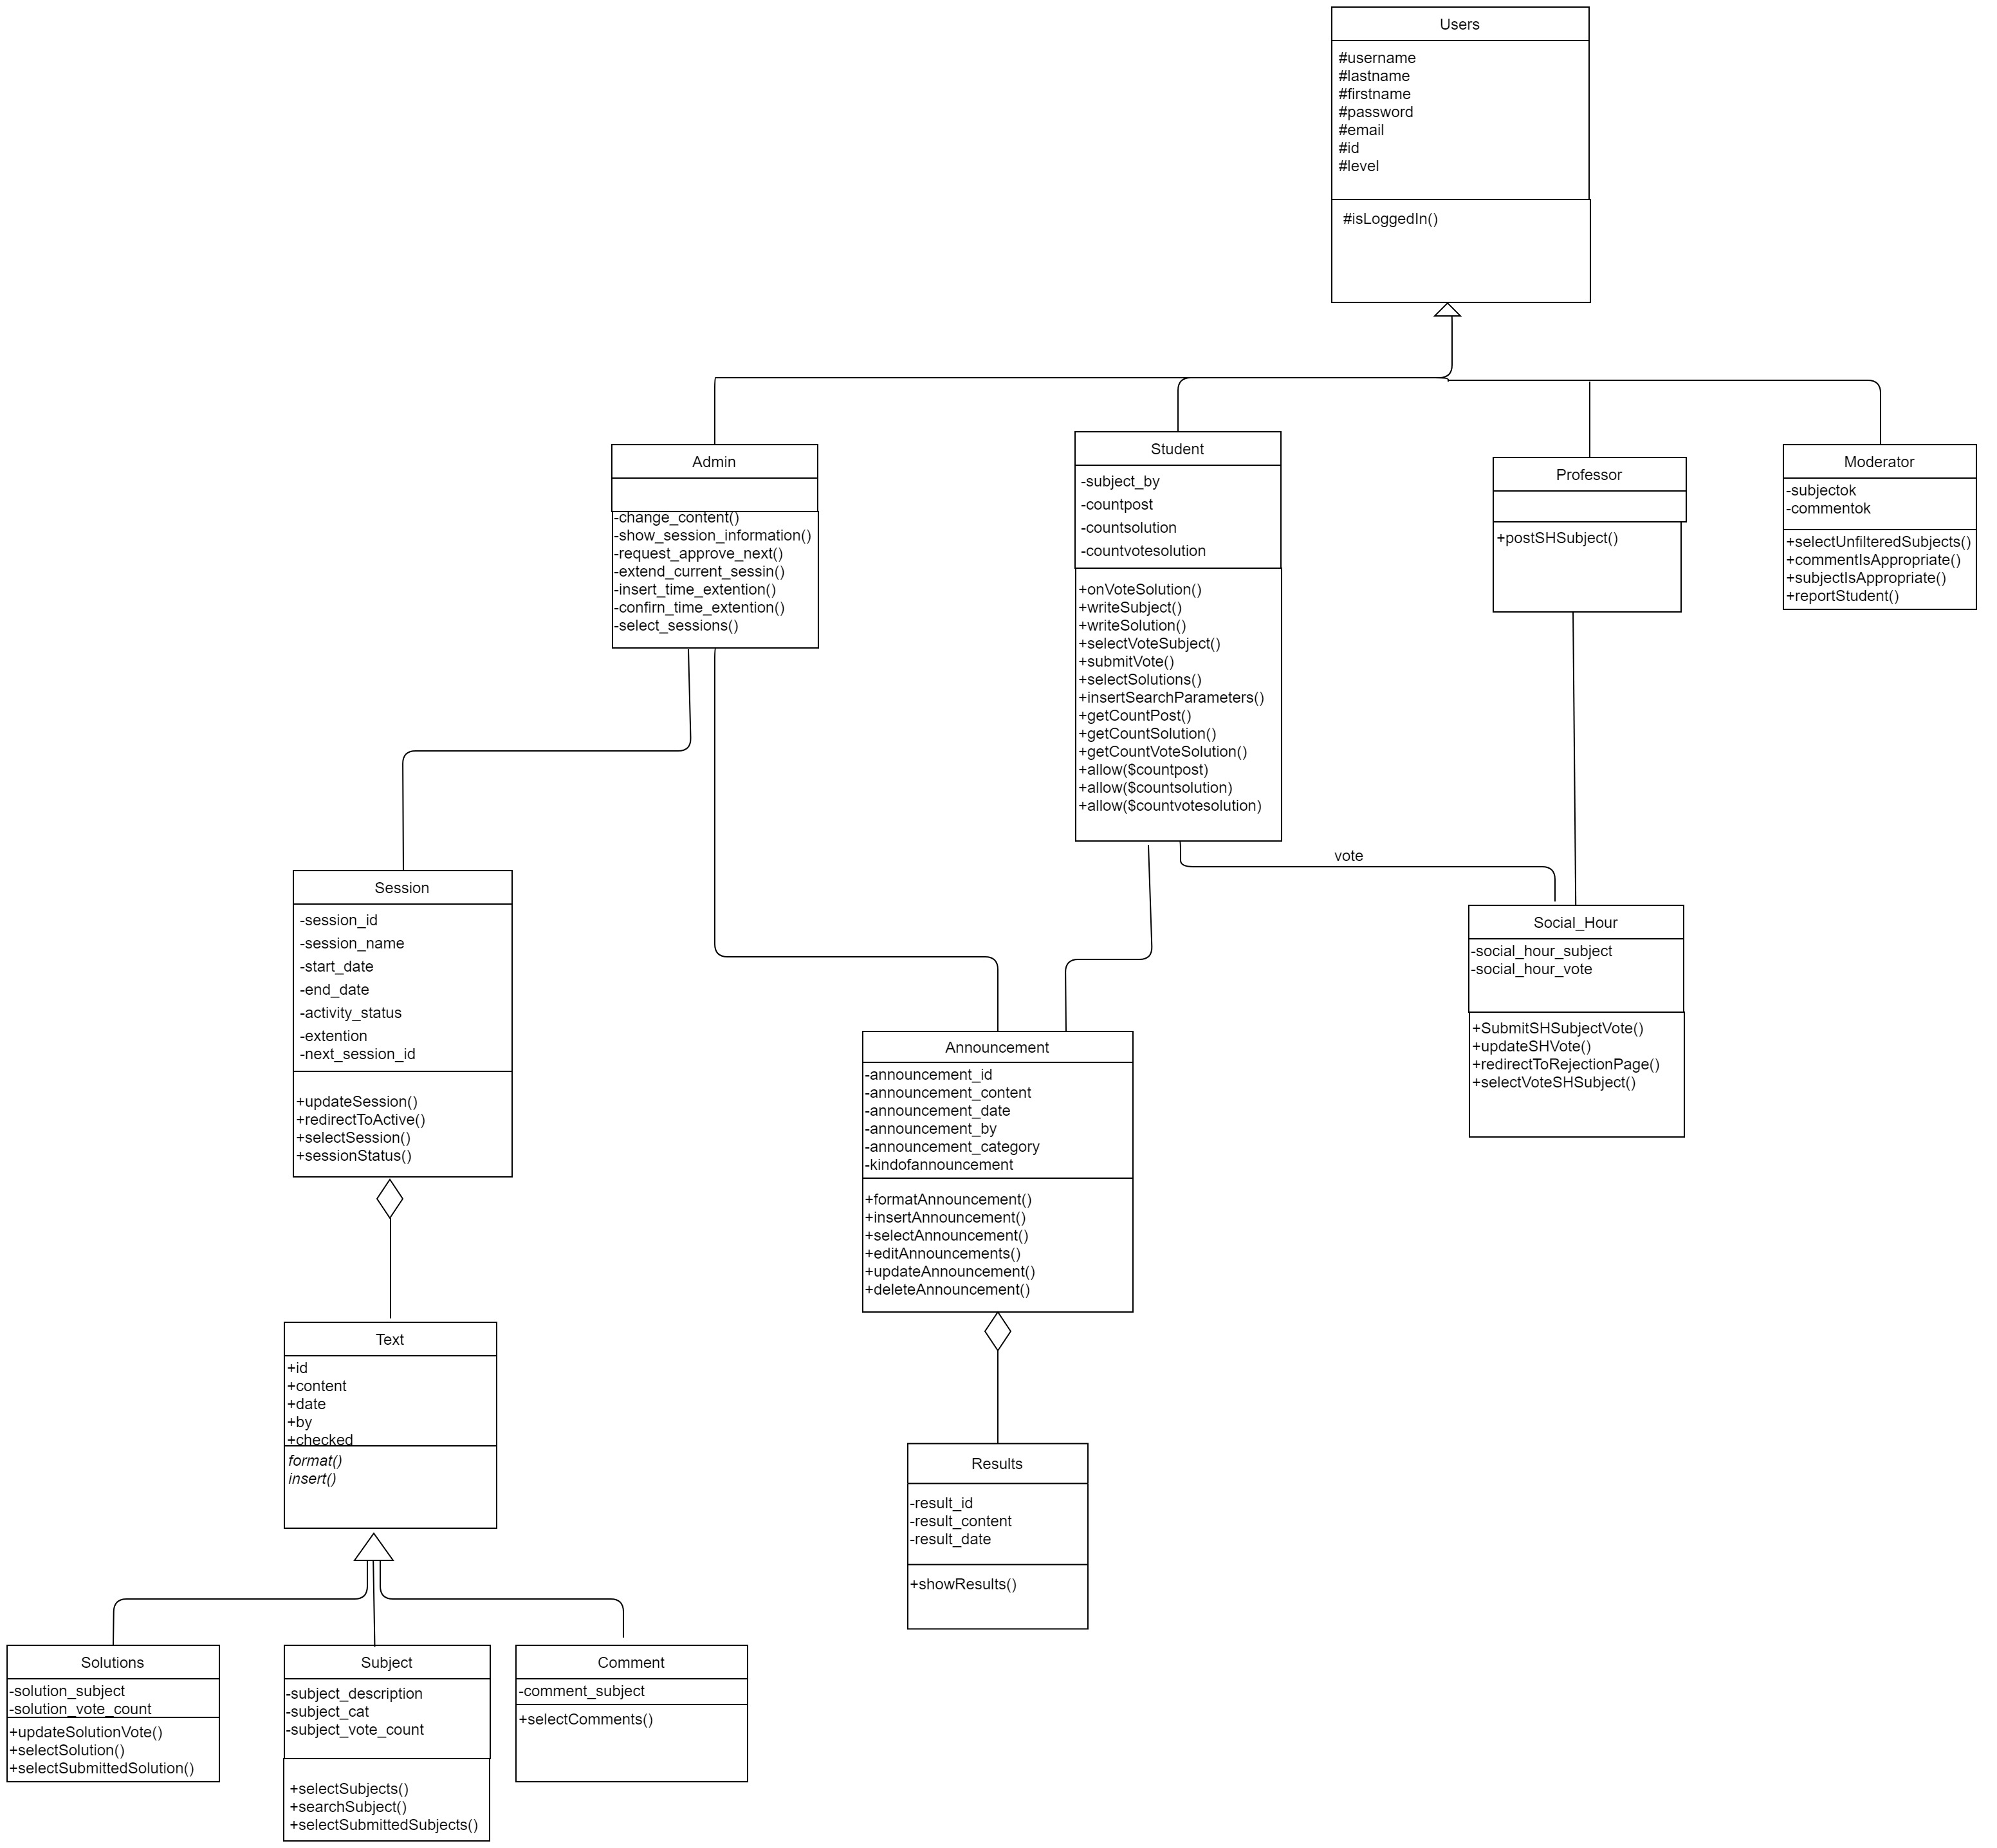 Users
#username
#lastname
#firstname
#password
#email
#id
#level
#isLoggedIn()
Admin
-change_content()
-show_session_information()
-request_approve_next()
-extend_current_sessin()
-insert_time_extention()
-confirn_time_extention()
-select_sessions()
Student
-subject_by
-countpost
-countsolution
-countvotesolution
+onVoteSolution()
+writeSubject()
+writeSolution()
+selectVoteSubject()
+submitVote()
+selectSolutions()
+insertSearchParameters()
+getCountPost()
+getCountSolution()
+getCountVoteSolution()
+allow($countpost)
+allow($countsolution)
+allow($countvotesolution)
Professor
+postSHSubject()
Moderator
-subjectok
-commentok
+selectUnfilteredSubjects()
+commentIsAppropriate()
+subjectIsAppropriate()
+reportStudent()
vote
Session
-session_id
-session_name
-start_date
-end_date
-activity_status
-extention
-next_session_id
+updateSession()
+redirectToActive()
+selectSession()
+sessionStatus()
Social_Hour
-social_hour_subject
-social_hour_vote
+SubmitSHSubjectVote()
+updateSHVote()
+redirectToRejectionPage()
+selectVoteSHSubject()
Announcement
-announcement_id
-announcement_content
-announcement_date
-announcement_by
-announcement_category
-kindofannouncement
+formatAnnouncement()
+insertAnnouncement()
+selectAnnouncement()
+editAnnouncements()
+updateAnnouncement()
+deleteAnnouncement()
Text
+id
+content
+date
+by
+checked
format()
insert()
Results
-result_id
-result_content
-result_date
+showResults()
Solutions
-solution_subject
-solution_vote_count
+updateSolutionVote()
+selectSolution()
+selectSubmittedSolution()
Subject
-subject_description
-subject_cat
-subject_vote_count
+selectSubjects()
+searchSubject()
+selectSubmittedSubjects()
Comment
-comment_subject
+selectComments()